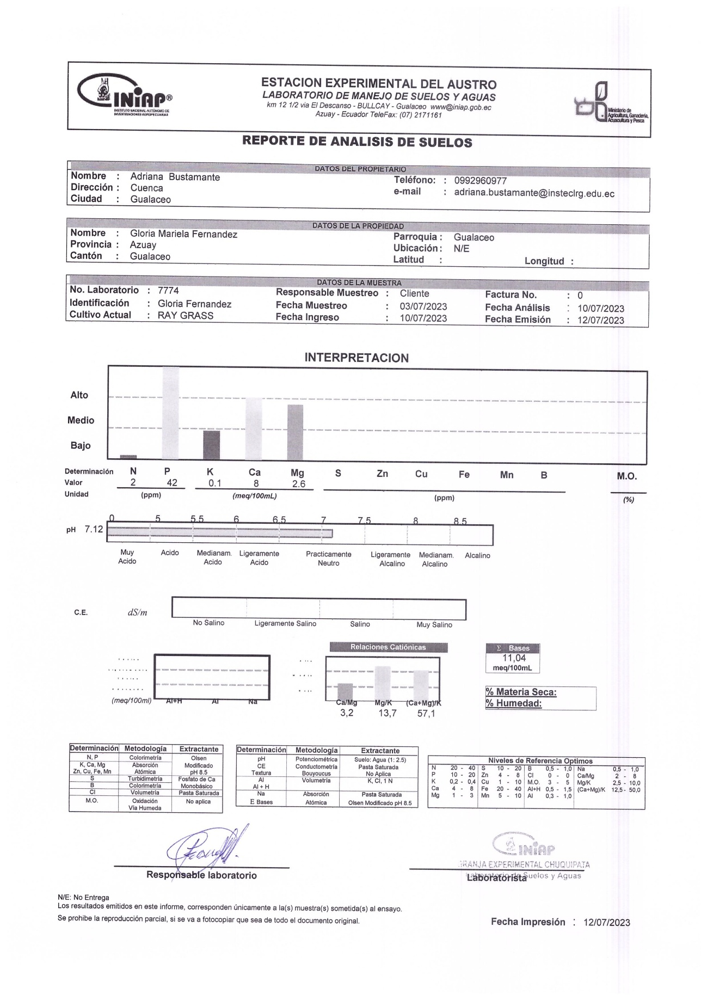 INIAP®
INSTITUTO NACIONAL AUTÓNOMO DE
INVESTIGACIONES AGROPECUARIAS
ESTACION EXPERIMENTAL DEL AUSTRO
LABORATORIO DE MANEJO DE SUELOS Y AGUAS
km 12 1/2 via El Descanso - BULLCAY - Gualaceo www@iniap.gob.ec
Azuay - Ecuador TeleFax: (07) 2171161
Ministerio de
Agricultura, Ganadería,
Acuacultura y Pesca
REPORTE DE ANALISIS DE SUELOS
DATOS DEL PROPIETARIO
Nombre : Adriana Bustamante Teléfono: : 0992960977
Dirección : Cuenca e-mail : adriana.bustamante@insteclrg.edu.ec
Ciudad : Gualaceo
DATOS DE LA PROPIEDAD
Nombre : Gloria Mariela Fernandez Parroquia : Gualaceo
Provincia : Azuay Ubicación : N/E
Cantón : Gualaceo Latitud : Longitud :
DATOS DE LA MUESTRA
No. Laboratorio : 7774 Responsable Muestreo : Cliente Factura No. : 0
Identificación : Gloria Fernandez Fecha Muestreo : 03/07/2023 Fecha Análisis : 10/07/2023
Cultivo Actual : RAY GRASS Fecha Ingreso : 10/07/2023 Fecha Emisión : 12/07/2023
INTERPRETACION
Alto
Medio
Bajo
Determinación N P K Ca Mg S Zn Cu Fe Mn B M.O.
Valor 2 42 0.1 8 2.6
Unidad (ppm) (meq/100mL) (ppm) (%)
0 5 5.5 6 6.5 7 7.5 8 8.5
pH 7.12
Muy Acido Acido Medianam. Acido Ligeramente Acido Practicamente Neutro Ligeramente Alcalino Medianam. Alcalino Alcalino
C.E. dS/m
No Salino Ligeramente Salino Salino Muy Salino
Relaciones Catiónicas
Σ Bases
11,04
meq/100mL
% Materia Seca:
% Humedad:
(meq/100ml) Al+H Al Na
Ca/Mg Mg/K (Ca+Mg)/K
3,2 13,7 57,1
Determinación Metodología Extractante
N, P Colorimetría Olsen
K, Ca, Mg Absorción Modificado
Zn, Cu, Fe, Mn Atómica pH 8.5
S Turbidimetría Fosfato de Ca
B Colorimetría Monobásico
Cl Volumetría Pasta Saturada
M.O. Oxidación No aplica
Vía Humeda
Determinación Metodología Extractante
pH Potenciométrica Suelo: Agua (1: 2.5)
CE Conductometría Pasta Saturada
Textura Bouyoucus No Aplica
Al Volumetría K, Cl, 1 N
Al + H
Na Absorción Pasta Saturada
E Bases Atómica Olsen Modificado pH 8.5
Niveles de Referencia Optimos
N 20 - 40 S 10 - 20 B 0,5 - 1,0 Na 0,5 - 1,0
P 10 - 20 Zn 4 - 8 Cl 0 - 0 Ca/Mg 2 - 8
K 0,2 - 0,4 Cu 1 - 10 M.O. 3 - 5 Mg/K 2,5 - 10,0
Ca 4 - 8 Fe 20 - 40 Al+H 0,5 - 1,5 (Ca+Mg)/K 12,5 - 50,0
Mg 1 - 3 Mn 5 - 10 Al 0,3 - 1,0
INIAP
GRANJA EXPERIMENTAL CHUQUIPATA
Laboratorio de Suelos y Aguas
Responsable laboratorio
Laboratorista
N/E: No Entrega
Los resultados emitidos en este informe, corresponden únicamente a la(s) muestra(s) sometida(s) al ensayo.
Se prohibe la reproducción parcial, si se va a fotocopiar que sea de todo el documento original.
Fecha Impresión : 12/07/2023